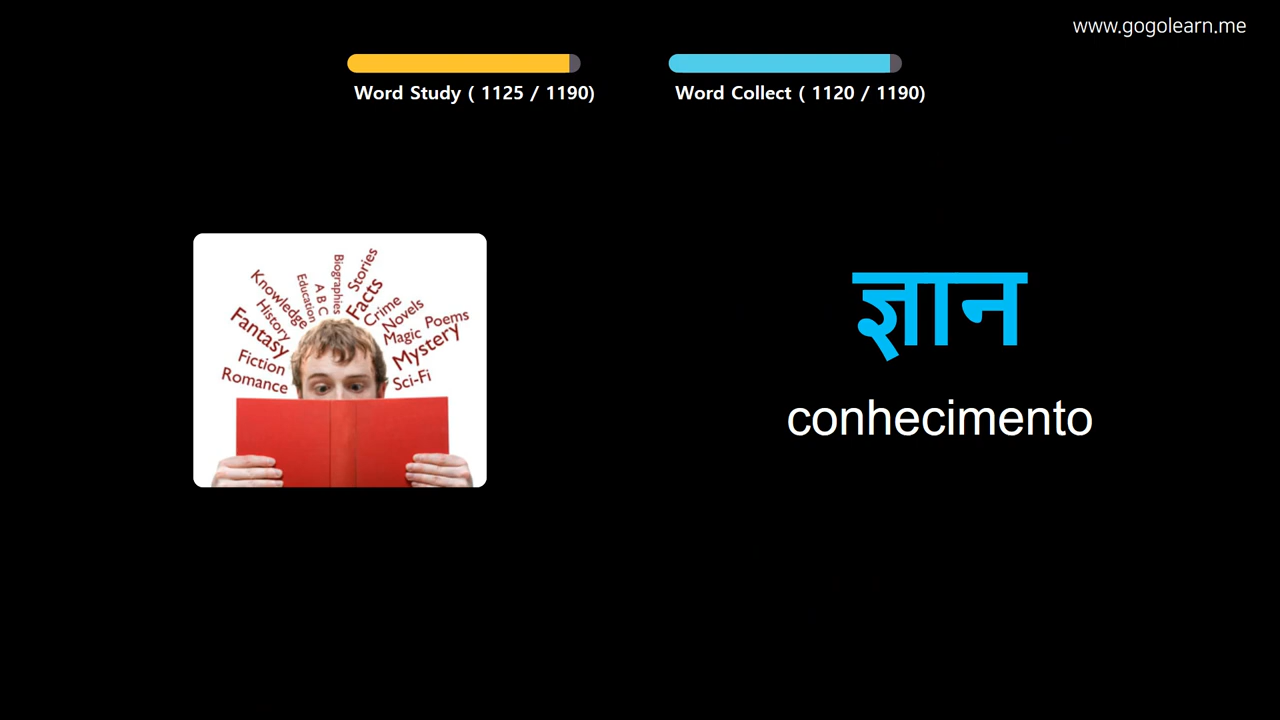 www.gogolearn.me
Word Study ( 1125 / 1190)
Word Collect ( 1120 / 1190)
Biographies
Stories
Knowledge
Education
A B C
Facts
History
Crime
Novels
Fantasy
Magic
Poems
Fiction
Mystery
Romance
Sci-Fi
ज्ञान
conhecimento